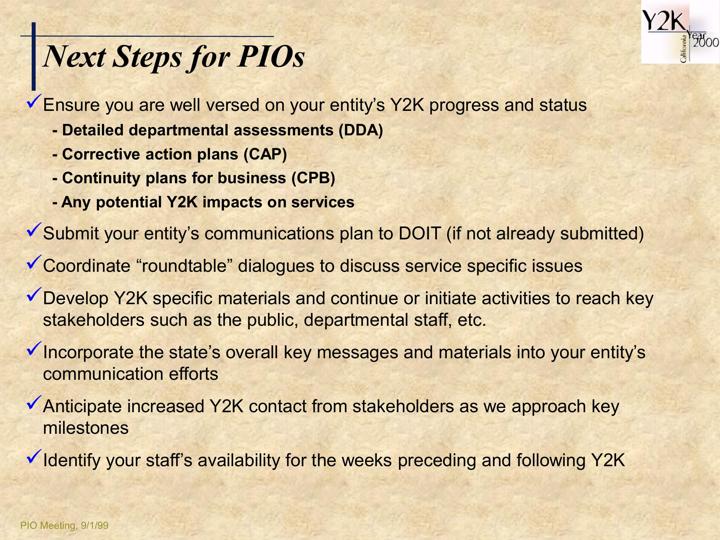 Y2K
Year
California
2000
Next Steps for PIOs
✓Ensure you are well versed on your entity’s Y2K progress and status
- Detailed departmental assessments (DDA)
- Corrective action plans (CAP)
- Continuity plans for business (CPB)
- Any potential Y2K impacts on services
✓Submit your entity’s communications plan to DOIT (if not already submitted)
✓Coordinate “roundtable” dialogues to discuss service specific issues
✓Develop Y2K specific materials and continue or initiate activities to reach key
stakeholders such as the public, departmental staff, etc.
✓Incorporate the state’s overall key messages and materials into your entity’s
communication efforts
✓Anticipate increased Y2K contact from stakeholders as we approach key
milestones
✓Identify your staff’s availability for the weeks preceding and following Y2K
PIO Meeting, 9/1/99